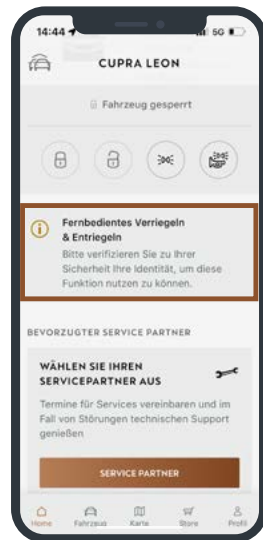 14:44 5G
CUPRA LEON
Fahrzeug gesperrt
Fernbedientes Verriegeln
& Entriegeln
Bitte verifizieren Sie zu Ihrer
Sicherheit Ihre Identität, um diese
Funktion nutzen zu können.
BEVORZUGTER SERVICE PARTNER
WÄHLEN SIE IHREN
SERVICEPARTNER AUS
Termine für Services vereinbaren und im
Fall von Störungen technischen Support
genießen
SERVICE PARTNER
Home Fahrzeug Karte Store Profil